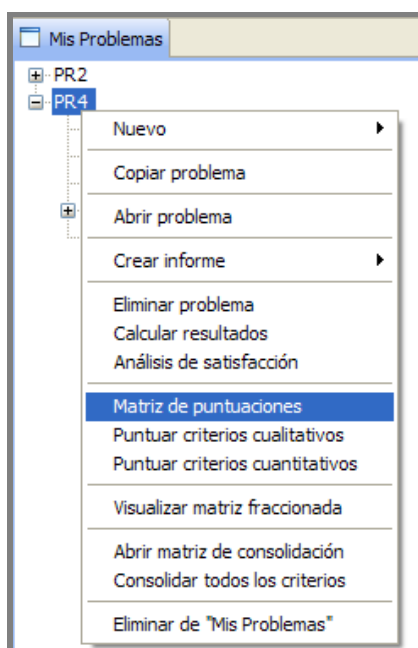 Mis Problemas
PR2
PR4
Nuevo
Copiar problema
Abrir problema
Crear informe
Eliminar problema
Calcular resultados
Análisis de satisfacción
Matriz de puntuaciones
Puntuar criterios cualitativos
Puntuar criterios cuantitativos
Visualizar matriz fraccionada
Abrir matriz de consolidación
Consolidar todos los criterios
Eliminar de "Mis Problemas"